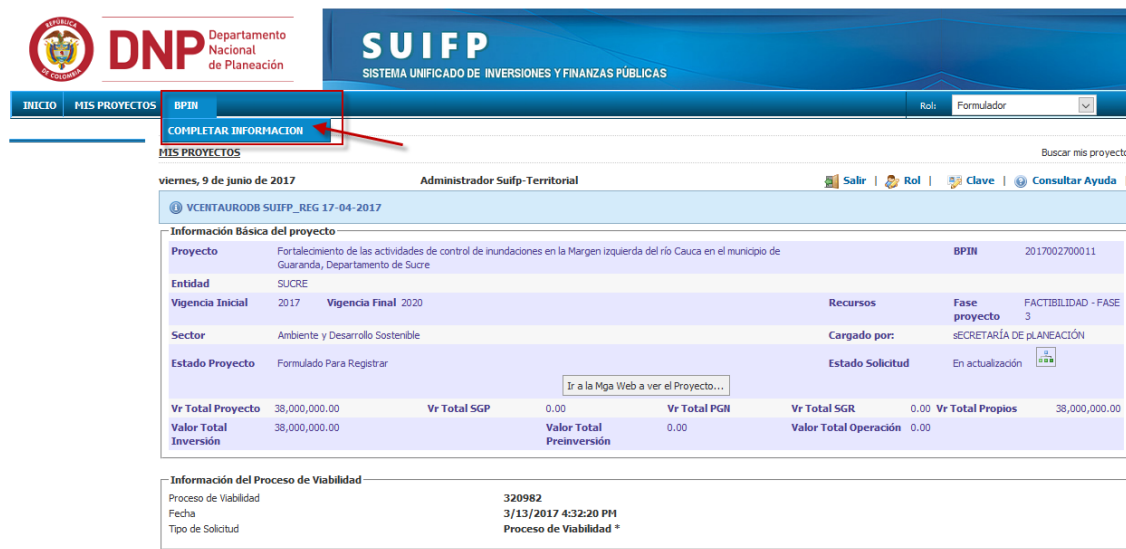 REPÚBLICA
DE COLOMBIA
DNP Departamento
Nacional
de Planeación
SUIFP
SISTEMA UNIFICADO DE INVERSIONES Y FINANZAS PÚBLICAS
INICIO MIS PROYECTOS BPIN Rol: Formulador
COMPLETAR INFORMACION
MIS PROYECTOS Buscar mis proyecto
viernes, 9 de junio de 2017 Administrador Suifp-Territorial Salir | Rol | Clave | Consultar Ayuda |
VCENTAURODB SUIFP_REG 17-04-2017
Información Básica del proyecto
Proyecto Fortalecimiento de las actividades de control de inundaciones en la Margen izquierda del río Cauca en el municipio de BPIN 2017002700011
Guaranda, Departamento de Sucre
Entidad SUCRE
Vigencia Inicial 2017 Vigencia Final 2020 Recursos Fase FACTIBILIDAD - FASE
proyecto 3
Sector Ambiente y Desarrollo Sostenible Cargado por: sECRETARÍA DE pLANEACIÓN
Estado Proyecto Formulado Para Registrar Estado Solicitud En actualización
Ir a la Mga Web a ver el Proyecto...
Vr Total Proyecto 38,000,000.00 Vr Total SGP 0.00 Vr Total PGN Vr Total SGR 0.00 Vr Total Propios 38,000,000.00
Valor Total 38,000,000.00 Valor Total 0.00 Valor Total Operación 0.00
Inversión Preinversión
Información del Proceso de Viabilidad
Proceso de Viabilidad 320982
Fecha 3/13/2017 4:32:20 PM
Tipo de Solicitud Proceso de Viabilidad *